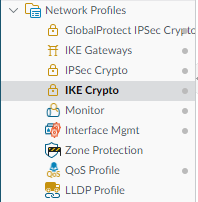 Network Profiles
GlobalProtect IPSec Crypto
IKE Gateways
IPSec Crypto
IKE Crypto
Monitor
Interface Mgmt
Zone Protection
QoS Profile
LLDP Profile